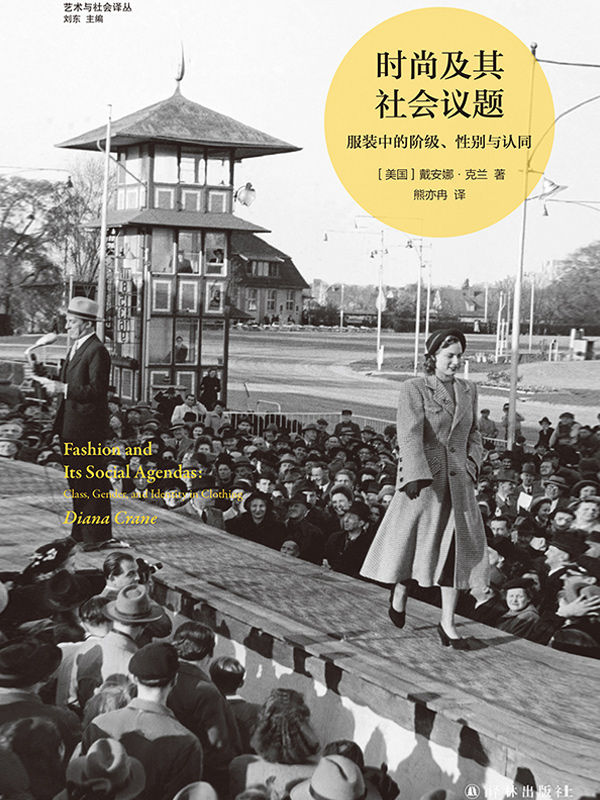 艺术与社会译丛
刘东 主编
时尚及其
社会议题
服装中的阶级、性别与认同
[美国] 戴安娜·克兰 著
熊亦冉 译
Fashion and
Its Social Agendas:
Class, Gender, and Identity in Clothing
Diana Crane
译林出版社